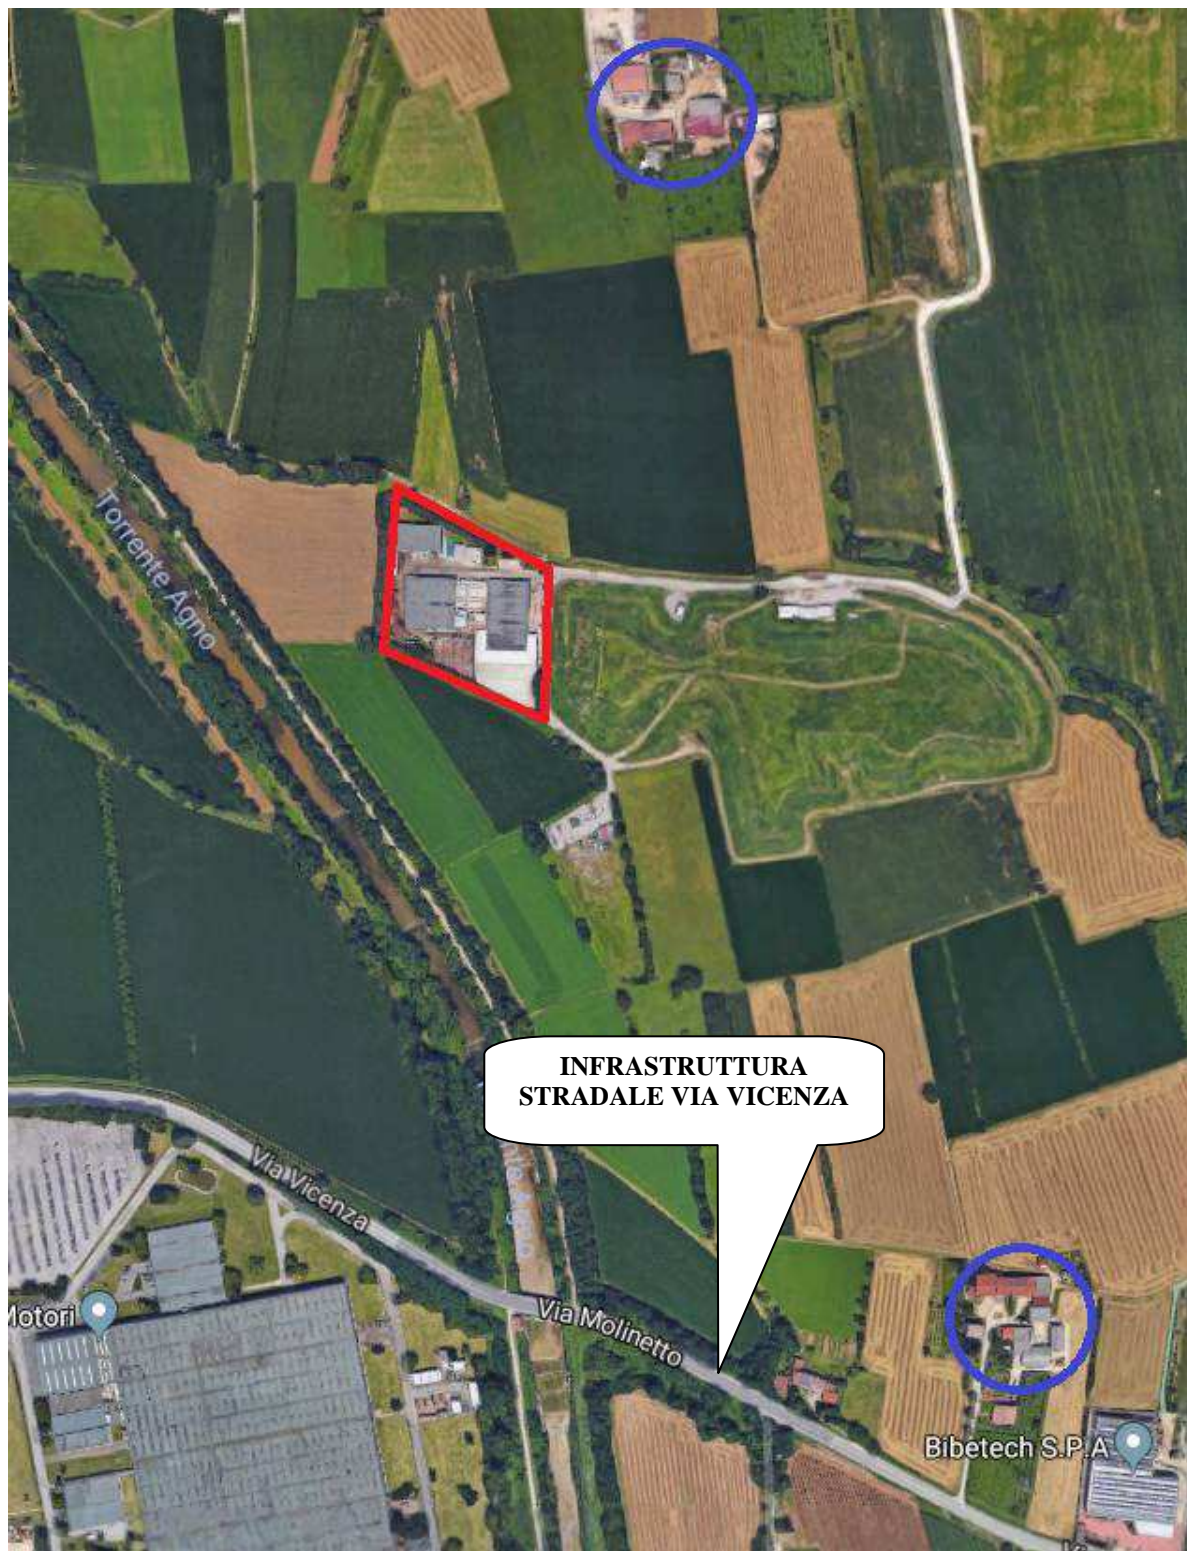 Torrente Agno
INFRASTRUTTURA
STRADALE VIA VICENZA
Via Vicenza
Motori
Via Molinetto
Bibetech S.P.A